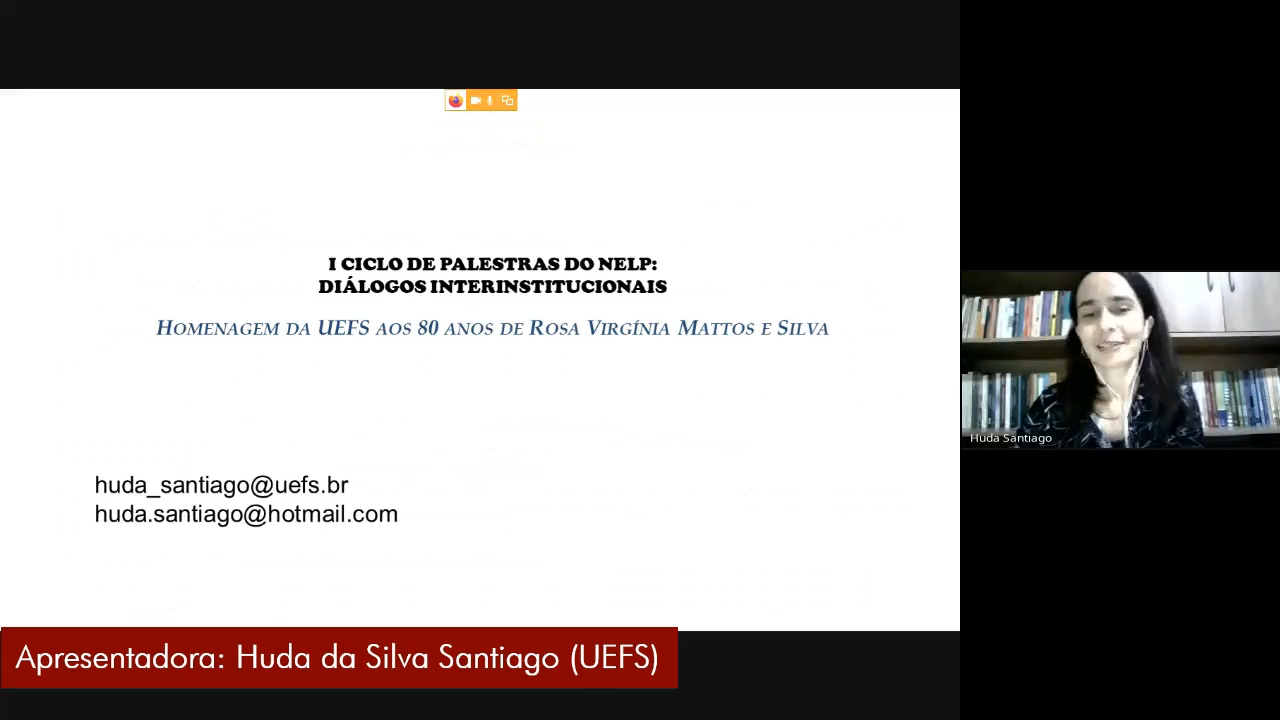 I CICLO DE PALESTRAS DO NELP:
DIÁLOGOS INTERINSTITUCIONAIS
HOMENAGEM DA UEFS AOS 80 ANOS DE ROSA VIRGÍNIA MATTOS E SILVA
huda_santiago@uefs.br
huda.santiago@hotmail.com
Huda Santiago
Apresentadora: Huda da Silva Santiago (UEFS)